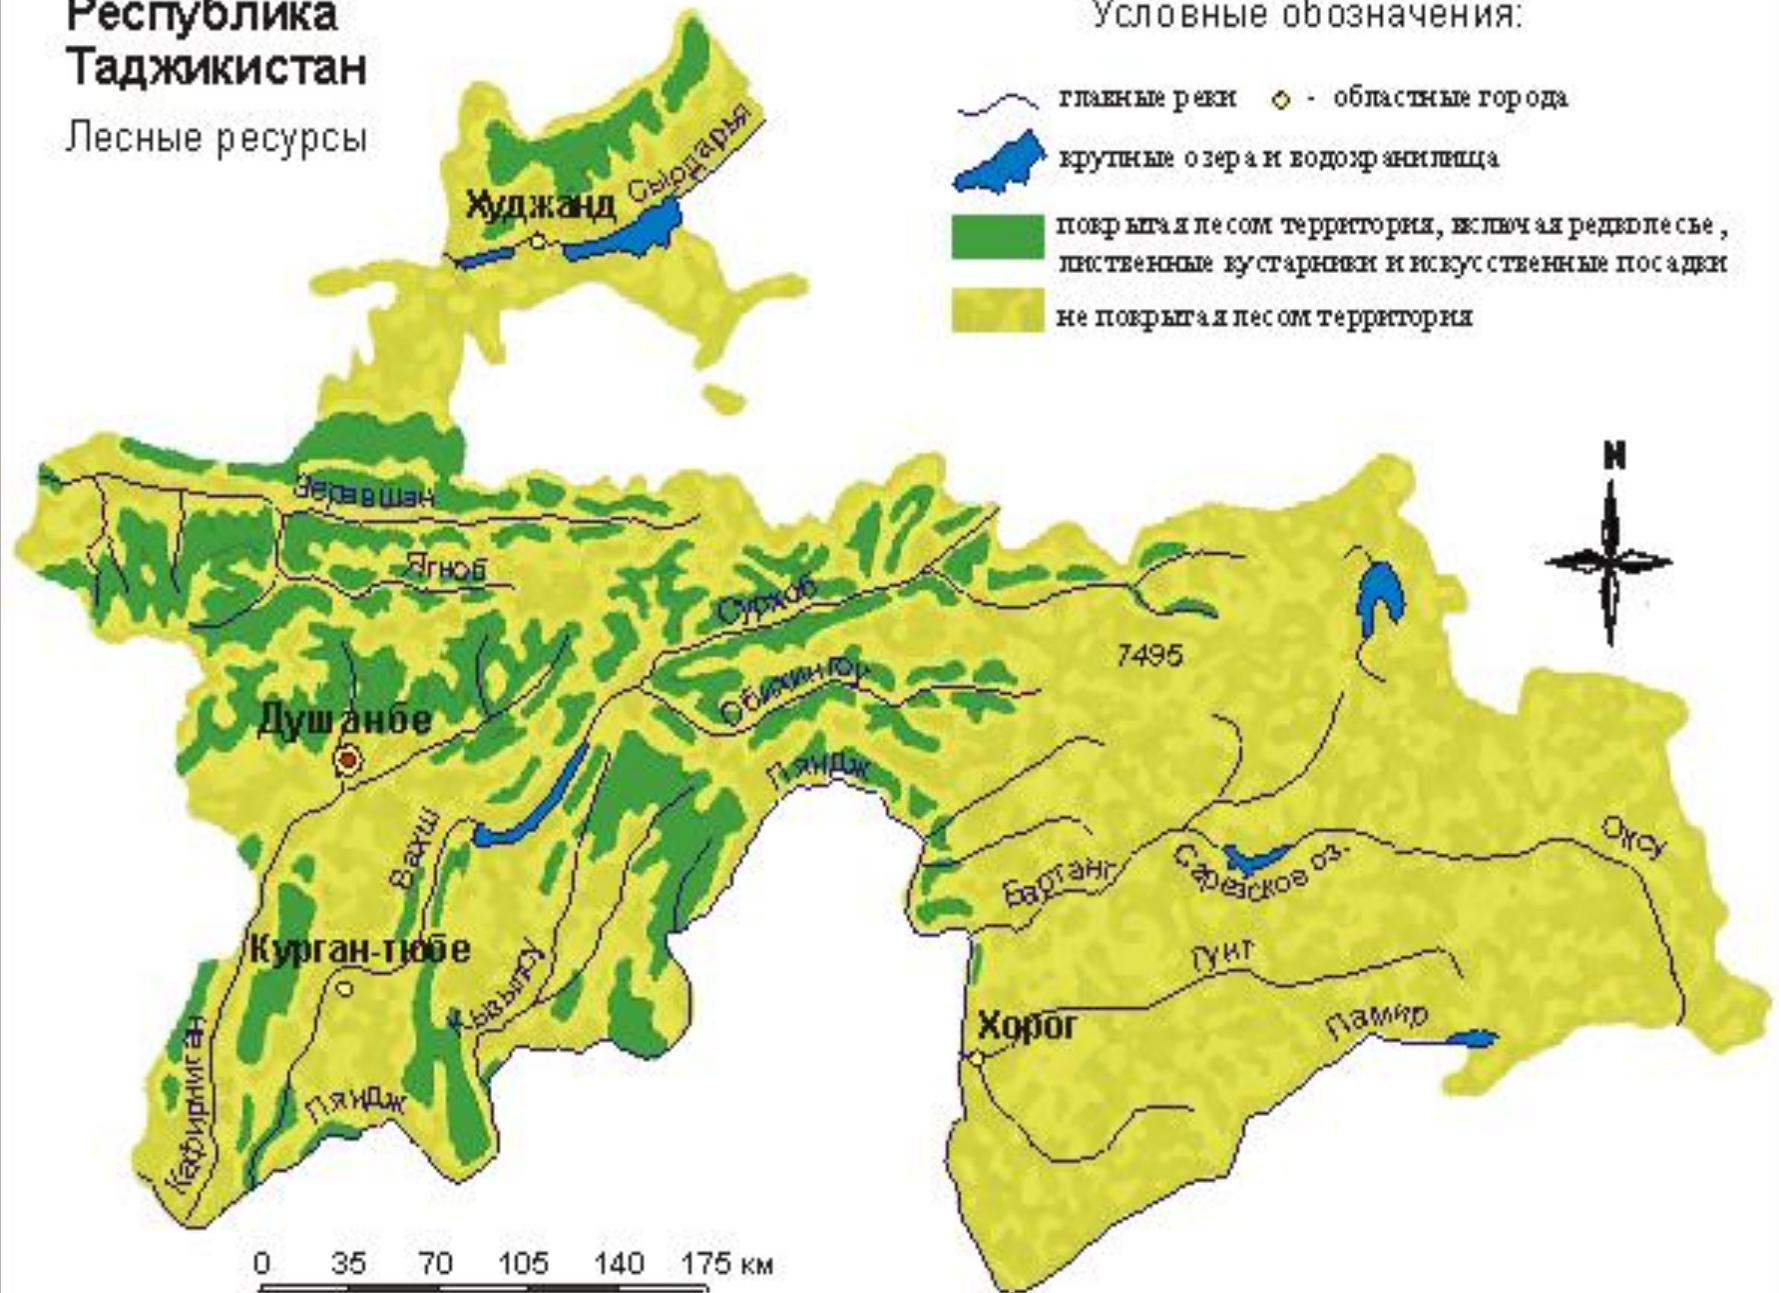 Республика
Таджикистан
Лесные ресурсы
Условные обозначения:
главные реки - областные города
крупные озера и водохранилища
покрытая лесом территория, включая редколесье,
лиственные кустарники и искусственные посадки
не покрытая лесом территория
Сырдарья
Худжанд
N
Зеравшан
Ягноб
Сурхоб
7495
Обихингоу
Душанбе
Пяндж
Вахш
Оксу
Бартанг
Сарезское оз.
Курган-тюбе
Гунт
Кызылсу
Хорог
Памир
Кафирниган
Пяндж
0 35 70 105 140 175 км